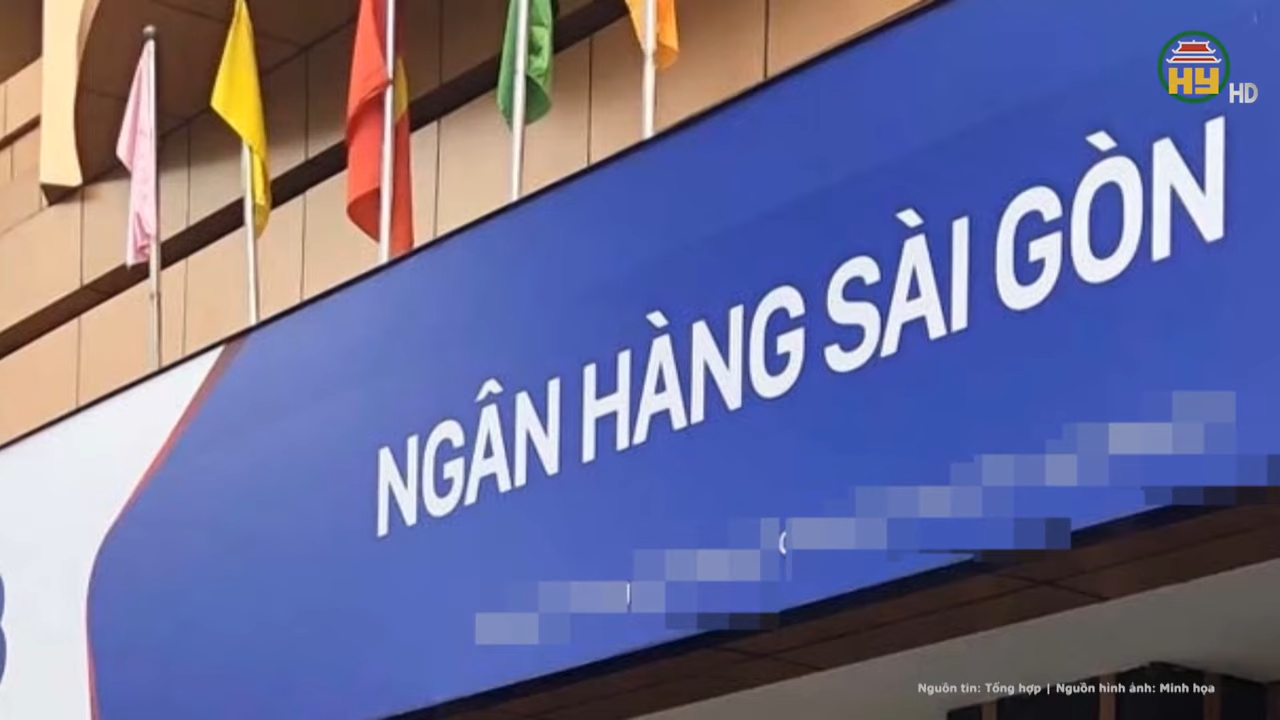 HY
HD
NGÂN HÀNG SÀI GÒN
Nguồn tin: Tổng hợp | Nguồn hình ảnh: Minh họa